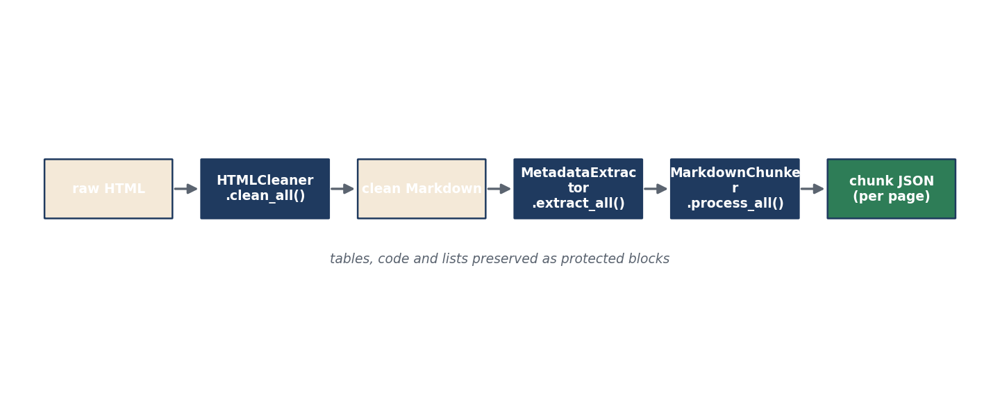 raw HTML
HTMLCleaner
.clean_all()
clean Markdown
MetadataExtrac
tor
.extract_all()
MarkdownChunke
r
.process_all()
chunk JSON
(per page)
tables, code and lists preserved as protected blocks